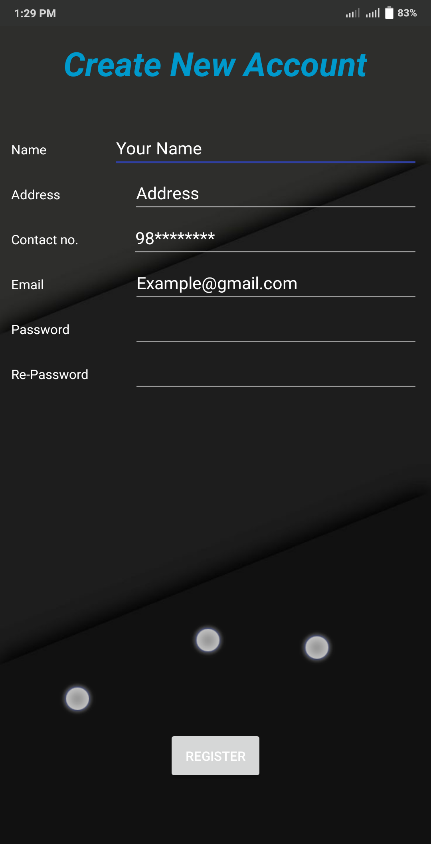 1:29 PM 83%
Create New Account
Name Your Name
Address Address
Contact no. 98********
Email Example@gmail.com
Password
Re-Password
REGISTER